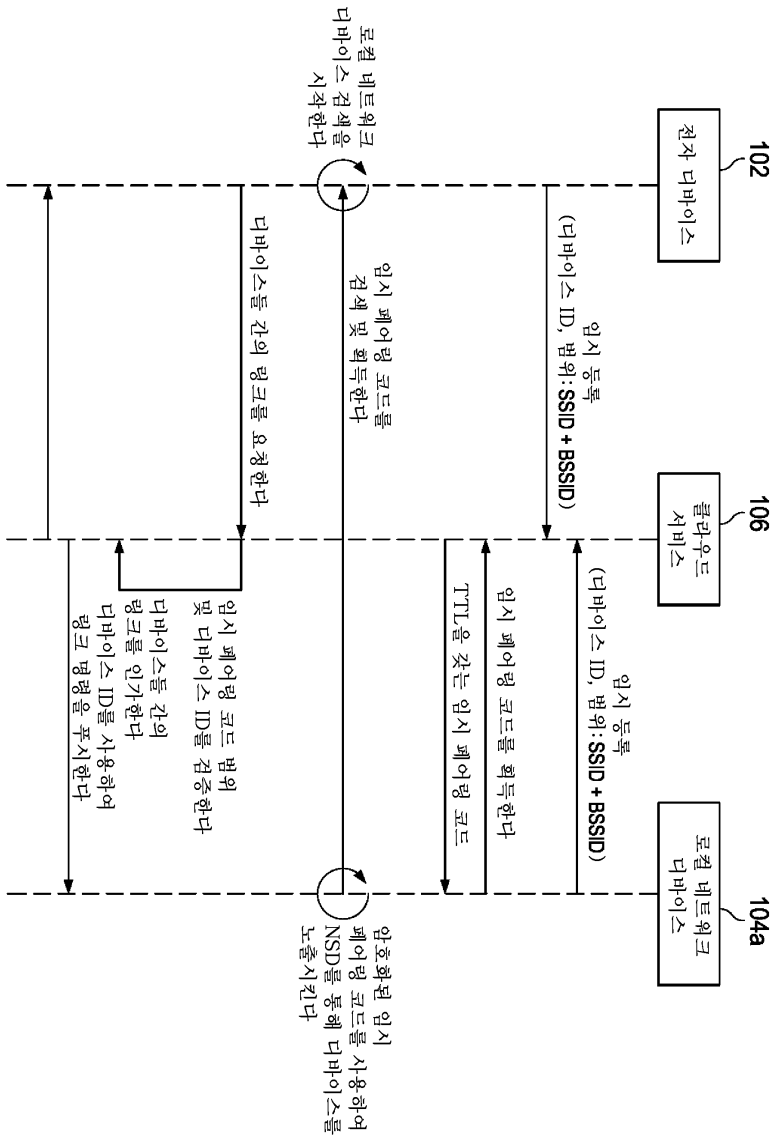 102
전자 디바이스
106
클라우드
서비스
104a
로컬 네트워크
디바이스
임시 등록
(디바이스 ID, 범위: SSID + BSSID)
임시 등록
(디바이스 ID, 범위: SSID + BSSID)
임시 페어링 코드를 획득한다
TTL을 갖는 임시 페어링 코드
로컬 네트워크
디바이스 검색을
시작한다
임시 페어링 코드를
검색 및 획득한다
암호화된 임시
페어링 코드를 사용하여
NSD를 통해 디바이스를
노출시킨다
디바이스들 간의 링크를 요청한다
임시 페어링 코드 범위
및 디바이스 ID를 검증한다
디바이스들 간의
링크를 인가한다
디바이스 ID를 사용하여
링크 명령을 푸시한다